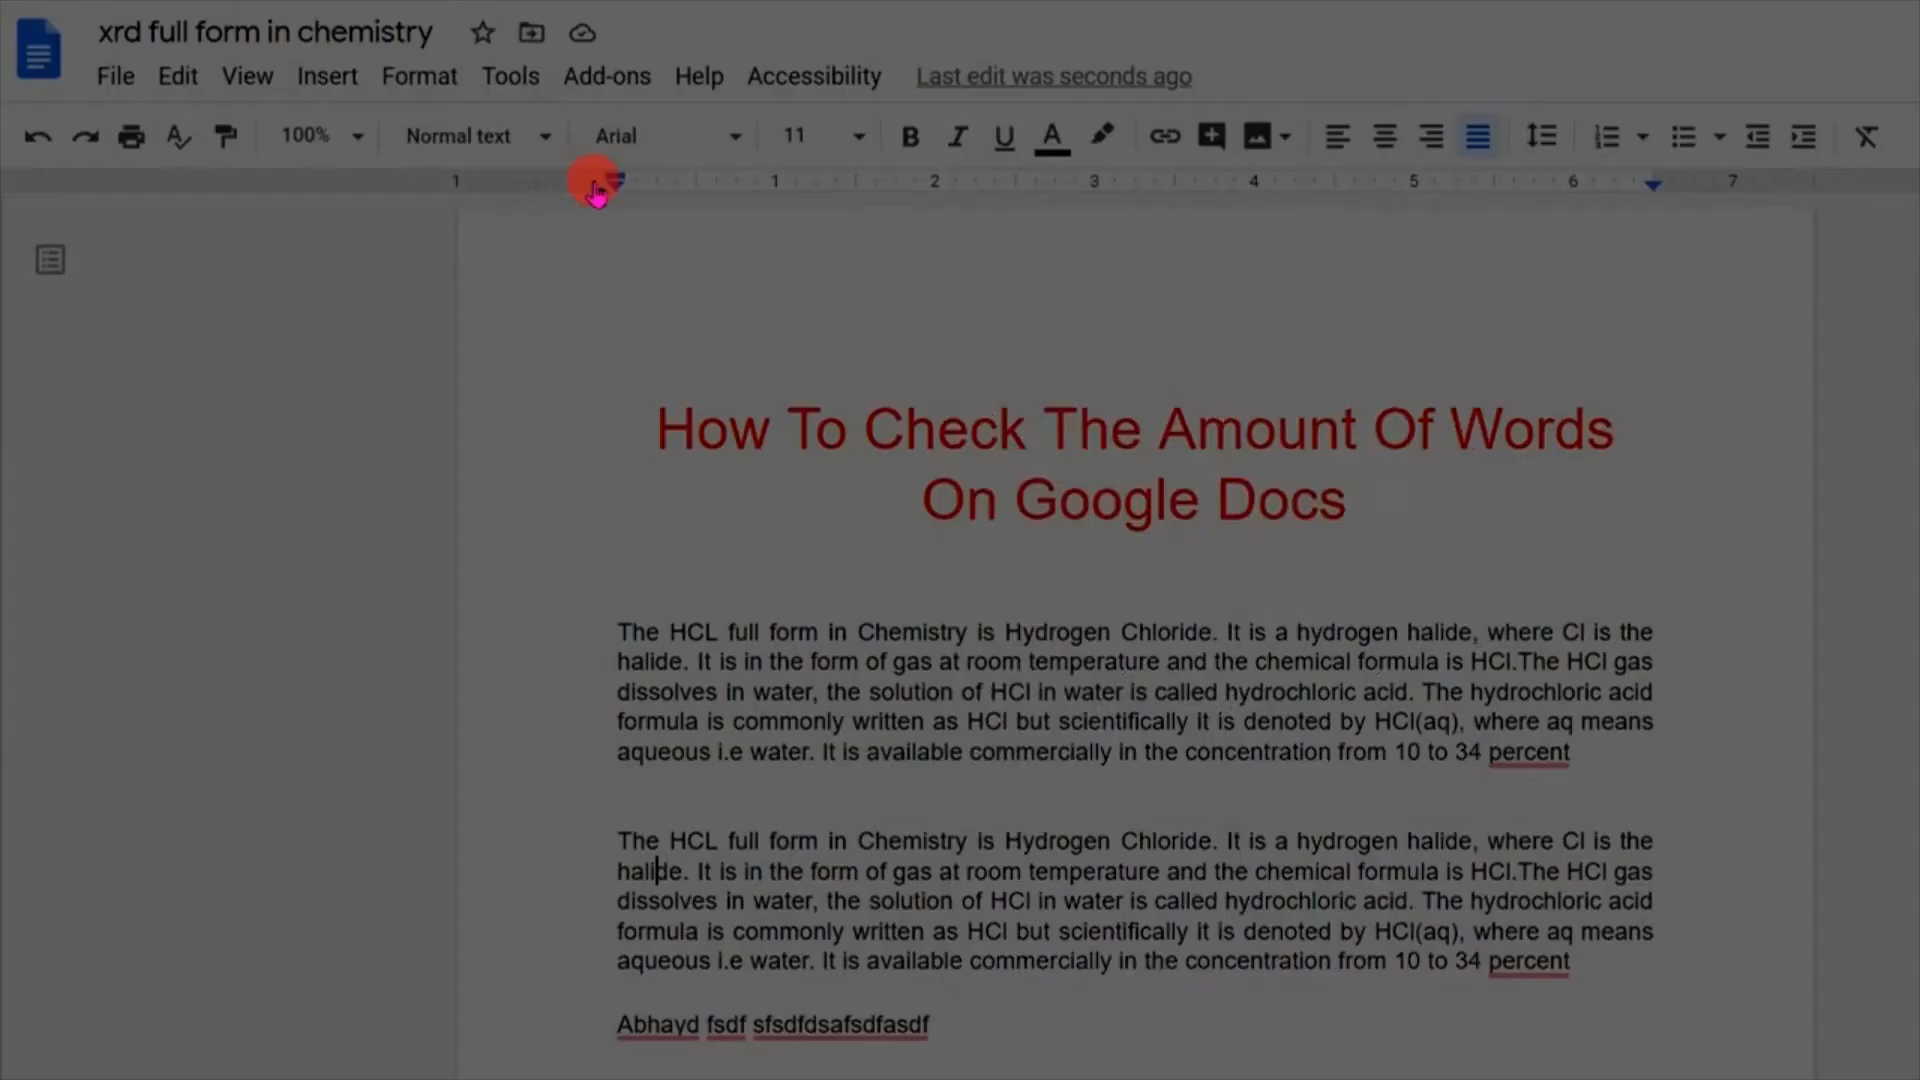 xrd full form in chemistry
File Edit View Insert Format Tools Add-ons Help Accessibility Last edit was seconds ago
100% Normal text Arial 11 B I U A
1 1 2 3 4 5 6 7
How To Check The Amount Of Words
On Google Docs
The HCL full form in Chemistry is Hydrogen Chloride. It is a hydrogen halide, where Cl is the
halide. It is in the form of gas at room temperature and the chemical formula is HCl.The HCl gas
dissolves in water, the solution of HCl in water is called hydrochloric acid. The hydrochloric acid
formula is commonly written as HCl but scientifically it is denoted by HCl(aq), where aq means
aqueous i.e water. It is available commercially in the concentration from 10 to 34 percent
The HCL full form in Chemistry is Hydrogen Chloride. It is a hydrogen halide, where Cl is the
halide. It is in the form of gas at room temperature and the chemical formula is HCl.The HCl gas
dissolves in water, the solution of HCl in water is called hydrochloric acid. The hydrochloric acid
formula is commonly written as HCl but scientifically it is denoted by HCl(aq), where aq means
aqueous i.e water. It is available commercially in the concentration from 10 to 34 percent
Abhayd fsdf sfsdfdsafsdfasdf